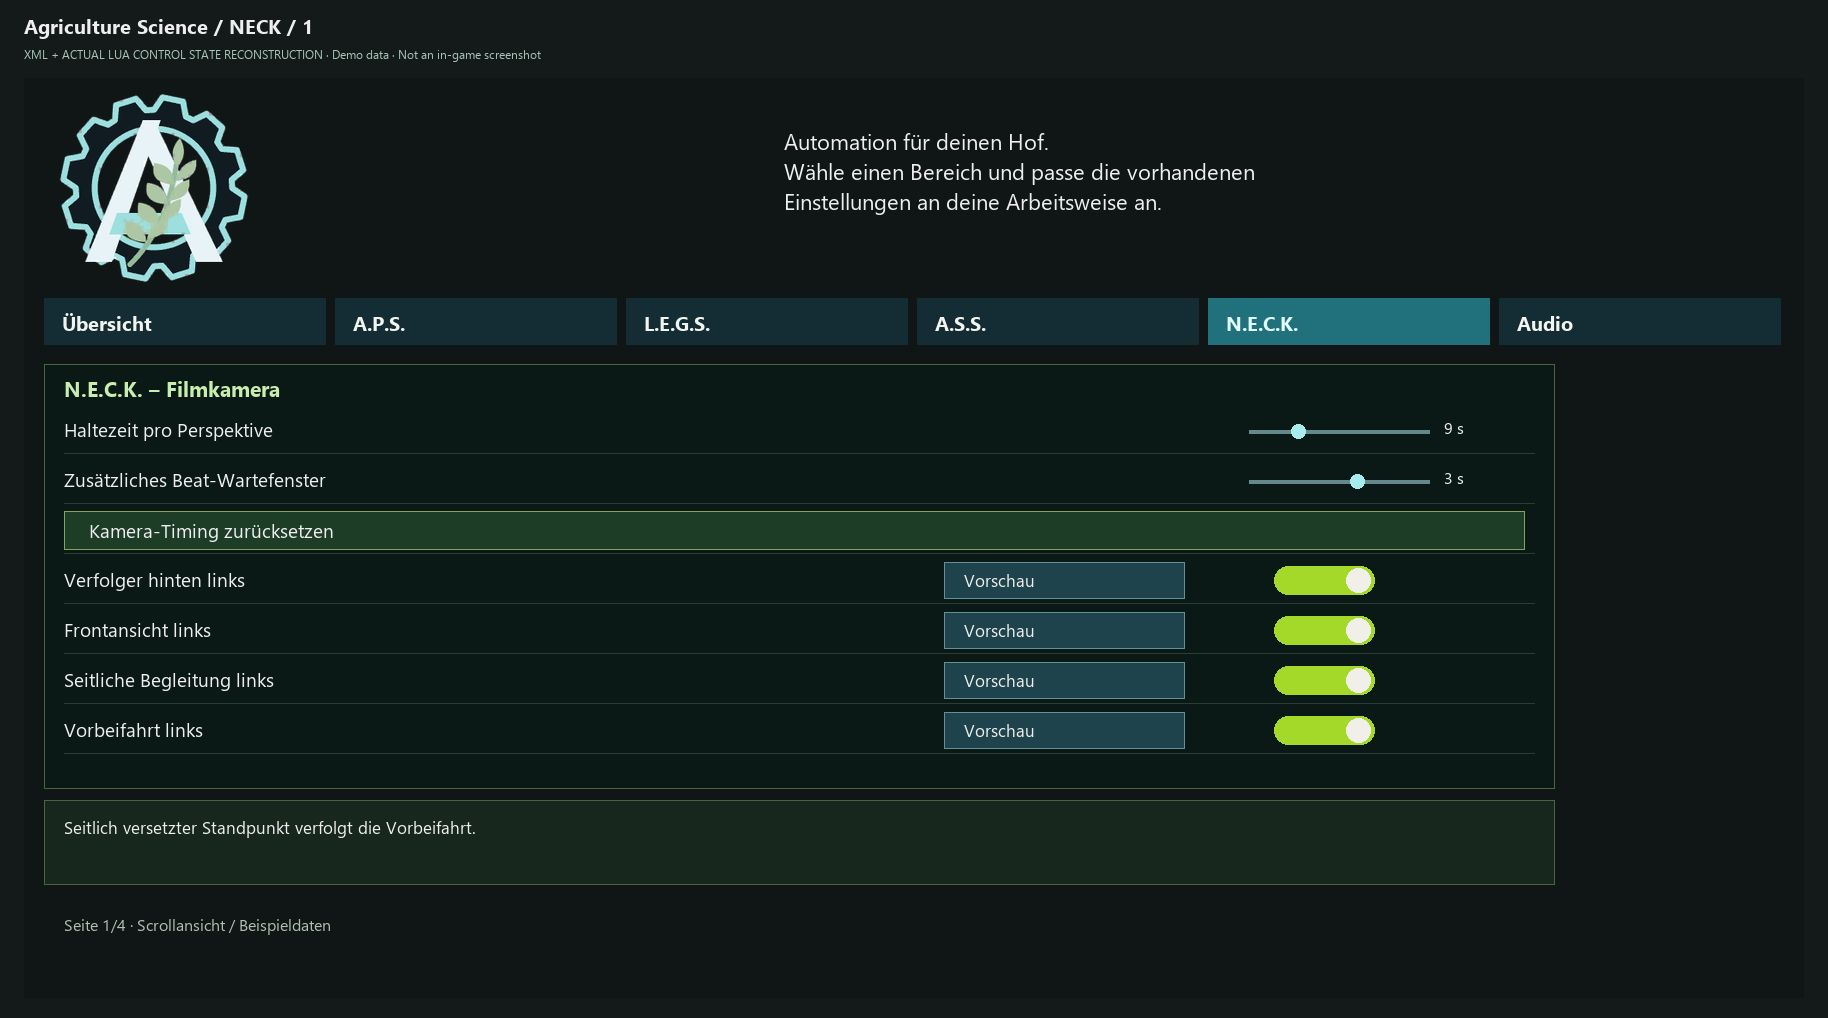 Agriculture Science / NECK / 1
XML + ACTUAL LUA CONTROL STATE RECONSTRUCTION · Demo data · Not an in-game screenshot
Automation für deinen Hof.
Wähle einen Bereich und passe die vorhandenen
Einstellungen an deine Arbeitsweise an.
Übersicht
A.P.S.
L.E.G.S.
A.S.S.
N.E.C.K.
Audio
N.E.C.K. – Filmkamera
Haltezeit pro Perspektive
9 s
Zusätzliches Beat-Wartefenster
3 s
Kamera-Timing zurücksetzen
Verfolger hinten links
Vorschau
Frontansicht links
Vorschau
Seitliche Begleitung links
Vorschau
Vorbeifahrt links
Vorschau
Seitlich versetzter Standpunkt verfolgt die Vorbeifahrt.
Seite 1/4 · Scrollansicht / Beispieldaten